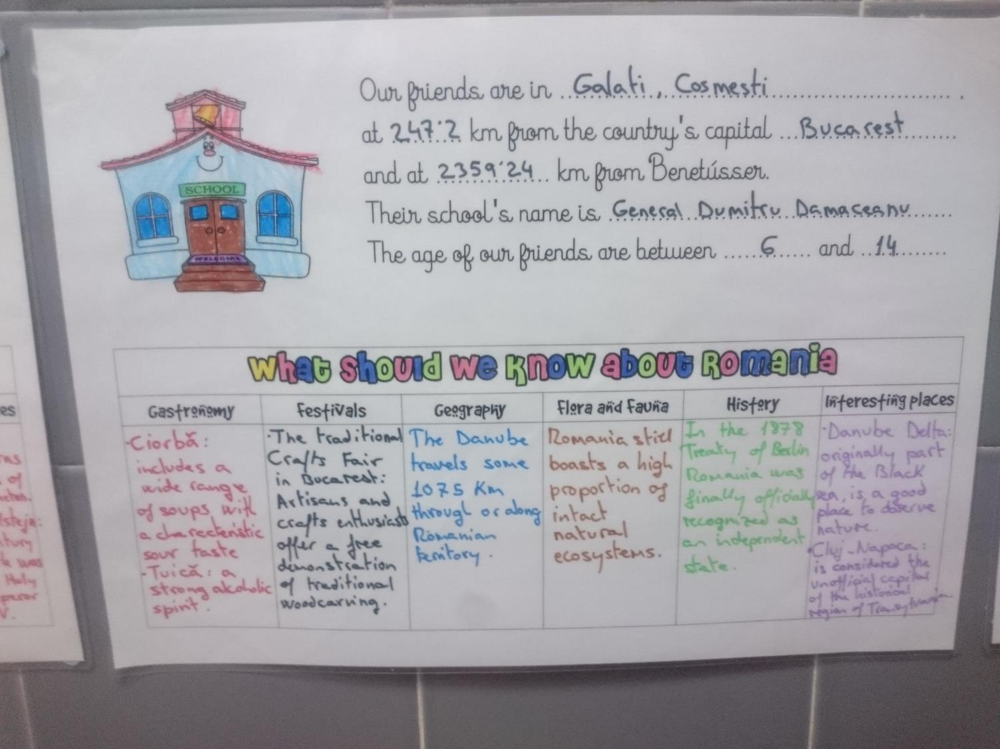 Our friends are in Galati, Cosmesti
at 247'2 km from the country's capital Bucarest
and at 2359'24 km from Benetússer.
Their school's name is General Dumitru Damaceanu
The age of our friends are between 6 and 14
SCHOOL
WELCOME
What should we know about Romania
Gastronomy
·Ciorbă:
includes a
wide range
of soups with
a characteristic
sour taste
·Tuică: a
strong alcoholic
spirit.
Festivals
·The traditional
Crafts Fair
in Bucarest:
Artisans and
crafts enthusiasts
offer a free
demonstration
of traditional
woodcarving.
Geography
The Danube
travels some
1075 Km
through or along
Romanian
territory.
Flora and Fauna
Romania still
boasts a high
proportion of
intact
natural
ecosystems.
History
In the 1878
Treaty of Berlin
Romania was
finally officially
recognized as
an independent
state.
Interesting places
·Danube Delta:
originally part
of the Black
sea, is a good
place to observe
nature.
·Cluj-Napoca:
is considered the
unofficial capital
of the historical
region of Transylvania
es
of
Holy
V.